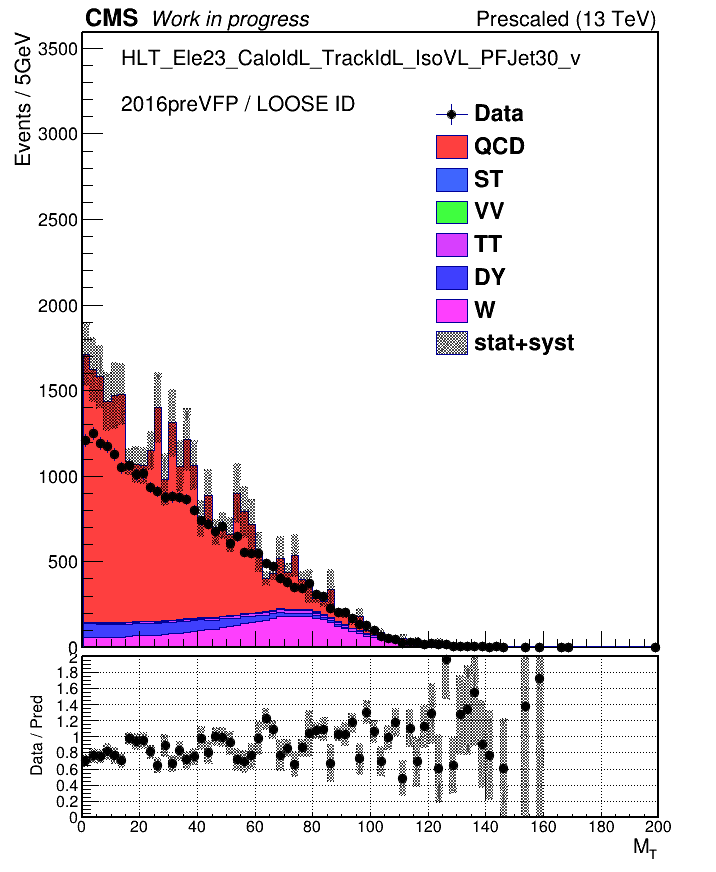 CMS Work in progress Prescaled (13 TeV)
Events / 5GeV
HLT_Ele23_CaloIdL_TrackIdL_IsoVL_PFJet30_v
2016preVFP / LOOSE ID
Data
QCD
ST
VV
TT
DY
W
stat+syst
3500
3000
2500
2000
1500
1000
500
0
Data / Pred
2
1.8
1.6
1.4
1.2
1
0.8
0.6
0.4
0.2
0
0 20 40 60 80 100 120 140 160 180 200
M_T